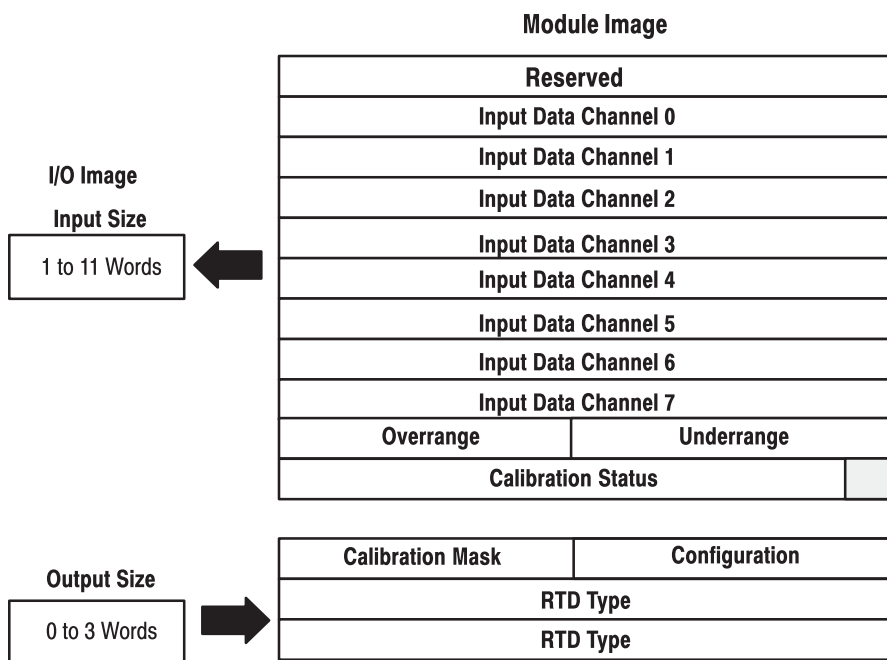 Module Image
Reserved
Input Data Channel 0
Input Data Channel 1
Input Data Channel 2
Input Data Channel 3
Input Data Channel 4
Input Data Channel 5
Input Data Channel 6
Input Data Channel 7
Overrange Underrange
Calibration Status
I/O Image
Input Size
1 to 11 Words
Calibration Mask Configuration
RTD Type
RTD Type
Output Size
0 to 3 Words